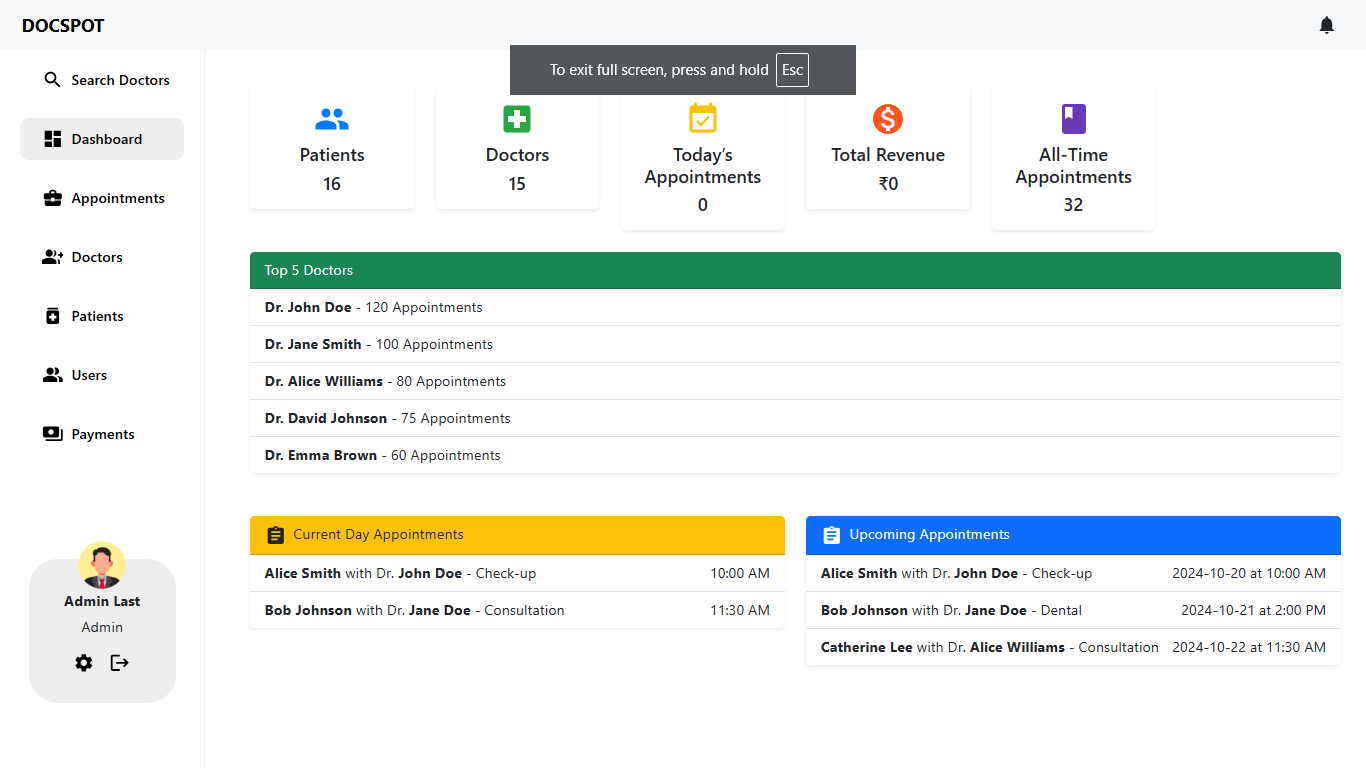 DOCSPOT
To exit full screen, press and hold Esc
Search Doctors
Dashboard
Appointments
Doctors
Patients
Users
Payments
Admin Last
Admin
Patients
16
Doctors
15
Today’s
Appointments
0
Total Revenue
₹0
All-Time
Appointments
32
Top 5 Doctors
Dr. John Doe - 120 Appointments
Dr. Jane Smith - 100 Appointments
Dr. Alice Williams - 80 Appointments
Dr. David Johnson - 75 Appointments
Dr. Emma Brown - 60 Appointments
Current Day Appointments
Alice Smith with Dr. John Doe - Check-up 10:00 AM
Bob Johnson with Dr. Jane Doe - Consultation 11:30 AM
Upcoming Appointments
Alice Smith with Dr. John Doe - Check-up 2024-10-20 at 10:00 AM
Bob Johnson with Dr. Jane Doe - Dental 2024-10-21 at 2:00 PM
Catherine Lee with Dr. Alice Williams - Consultation 2024-10-22 at 11:30 AM